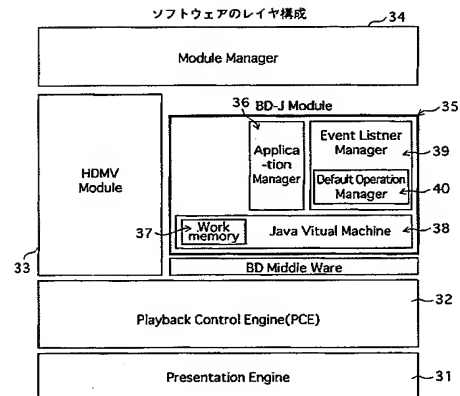 ソフトウェアのレイヤ構成
34
Module Manager
BD-J Module
35
36
HDMV
Module
Applica
-tion
Manager
Event Listner
Manager
39
Default Operation
Manager
40
37
Work
memory
Java Vitual Machine
38
33
BD Middle Ware
32
Playback Control Engine(PCE)
Presentation Engine
31